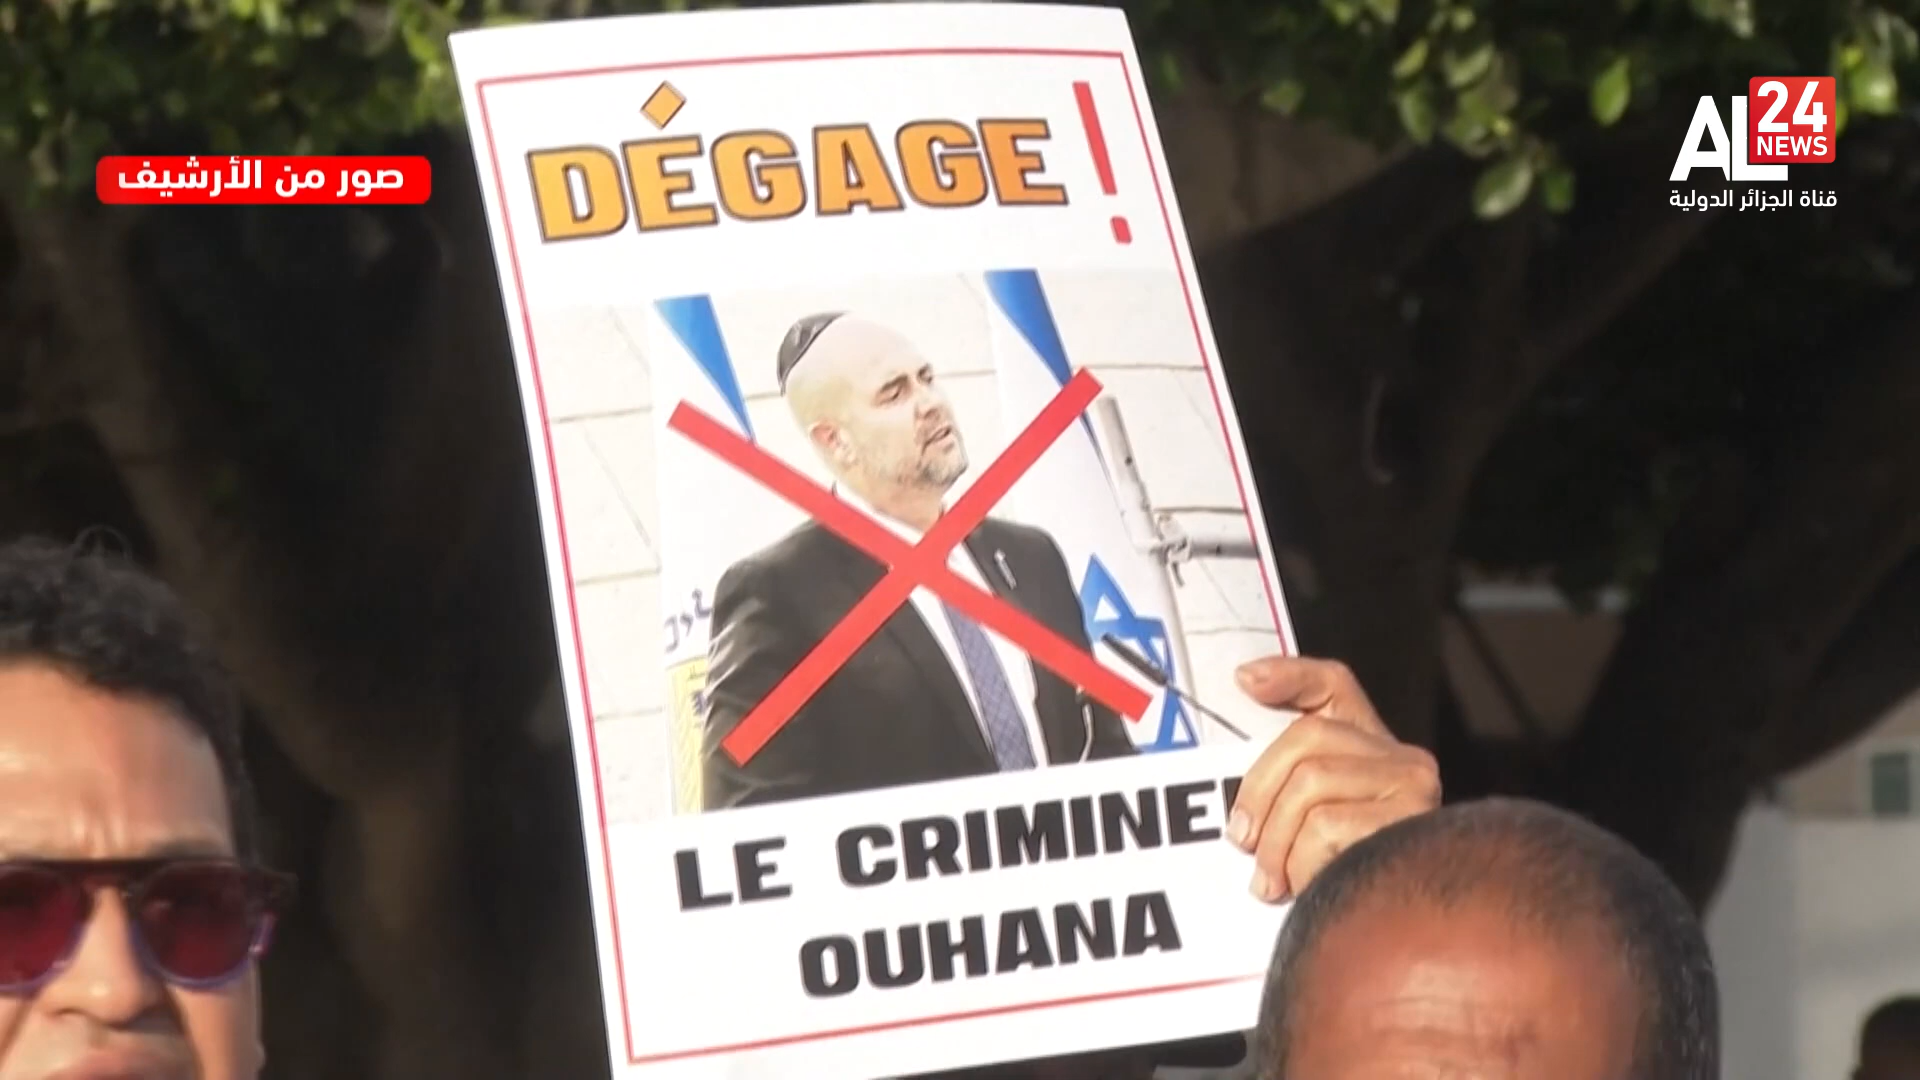 صور من الأرشيف
AL 24
NEWS
قناة الجزائر الدولية
DÉGAGE !
LE CRIMINEL
OUHANA